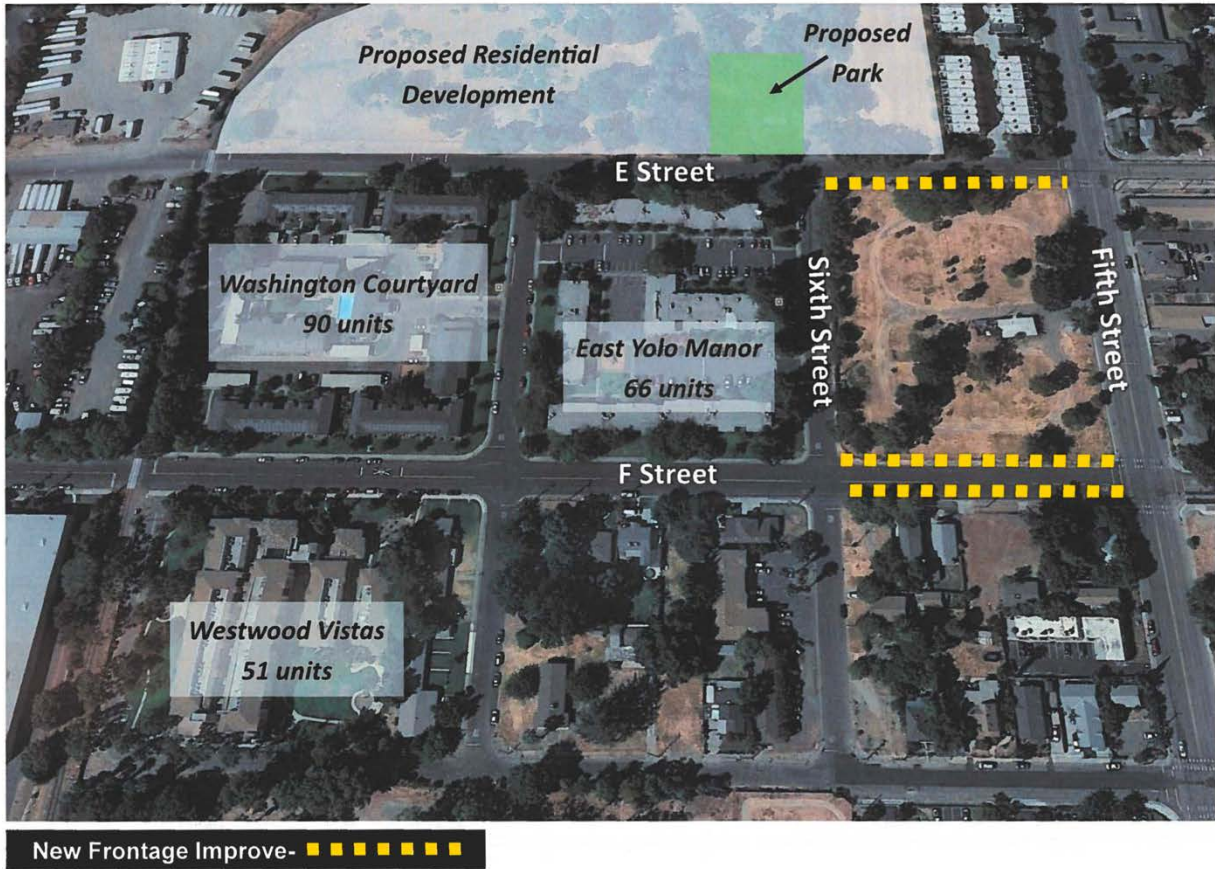 Proposed Residential
Development
Proposed
Park
E Street
Washington Courtyard
90 units
East Yolo Manor
66 units
Sixth Street
Fifth Street
F Street
Westwood Vistas
51 units
New Frontage Improve-